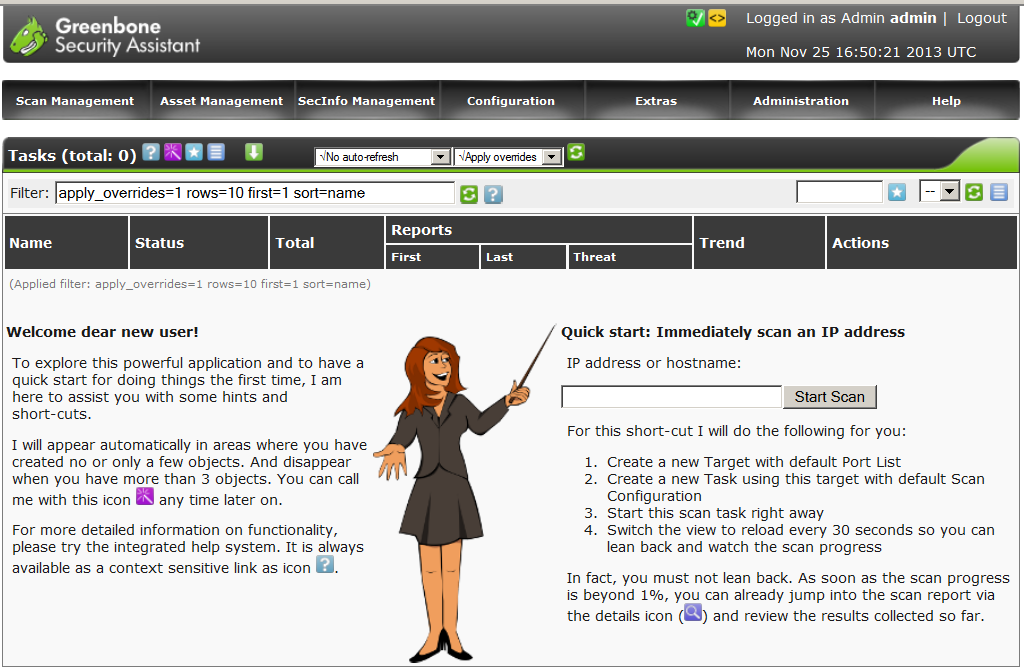 Greenbone
Security Assistant
Logged in as Admin admin | Logout
Mon Nov 25 16:50:21 2013 UTC
Scan Management Asset Management SecInfo Management Configuration Extras Administration Help
Tasks (total: 0) √No auto-refresh √Apply overrides
Filter: apply_overrides=1 rows=10 first=1 sort=name --
Name Status Total Reports Trend Actions
First Last Threat
(Applied filter: apply_overrides=1 rows=10 first=1 sort=name)
Welcome dear new user!
To explore this powerful application and to have a
quick start for doing things the first time, I am
here to assist you with some hints and
short-cuts.
I will appear automatically in areas where you have
created no or only a few objects. And disappear
when you have more than 3 objects. You can call
me with this icon any time later on.
For more detailed information on functionality,
please try the integrated help system. It is always
available as a context sensitive link as icon ?.
Quick start: Immediately scan an IP address
IP address or hostname:
Start Scan
For this short-cut I will do the following for you:
1. Create a new Target with default Port List
2. Create a new Task using this target with default Scan
Configuration
3. Start this scan task right away
4. Switch the view to reload every 30 seconds so you can
lean back and watch the scan progress
In fact, you must not lean back. As soon as the scan progress
is beyond 1%, you can already jump into the scan report via
the details icon () and review the results collected so far.